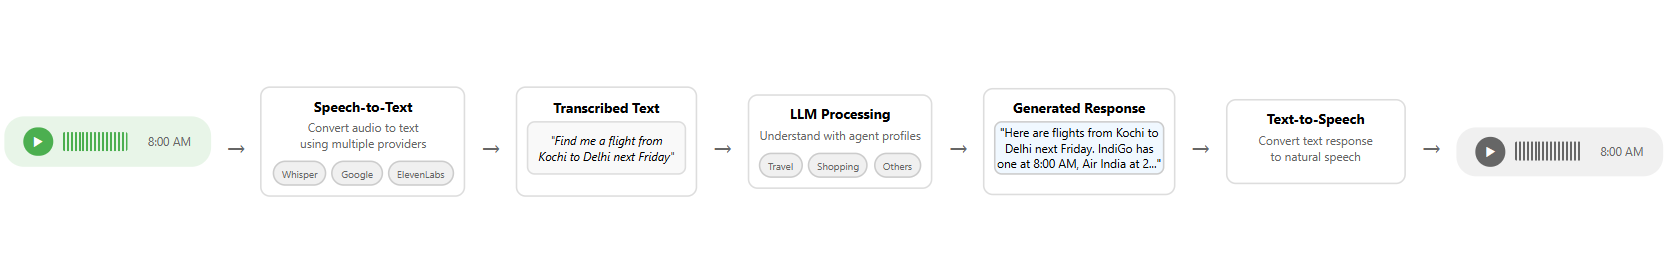 8:00 AM
Speech-to-Text
Convert audio to text
using multiple providers
Whisper
Google
ElevenLabs
Transcribed Text
"Find me a flight from
Kochi to Delhi next Friday"
LLM Processing
Understand with agent profiles
Travel
Shopping
Others
Generated Response
"Here are flights from Kochi to
Delhi next Friday. IndiGo has
one at 8:00 AM, Air India at 2..."
Text-to-Speech
Convert text response
to natural speech
8:00 AM